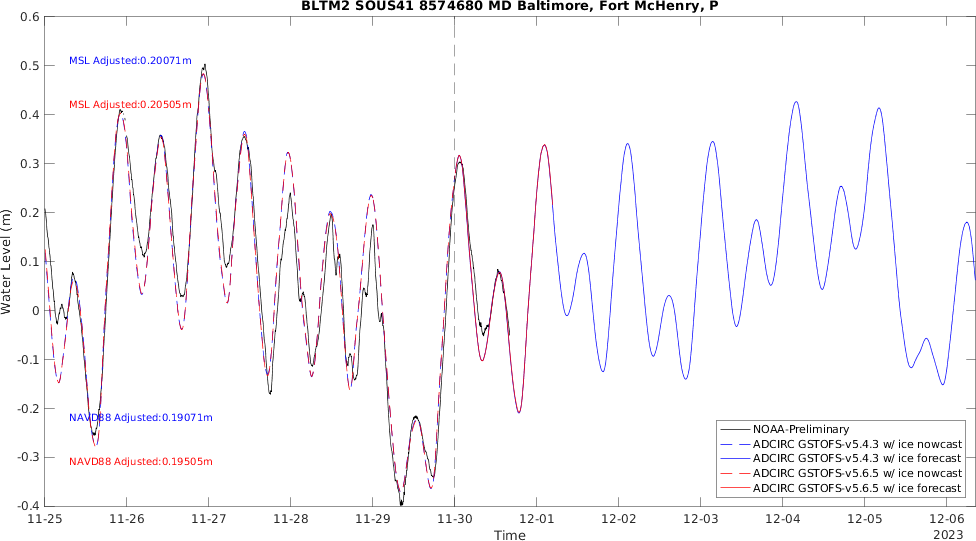 BLTM2 SOUS41 8574680 MD Baltimore, Fort McHenry, P
0.6
0.5
0.4
0.3
0.2
0.1
0
-0.1
-0.2
-0.3
-0.4
Water Level (m)
MSL Adjusted:0.20071m
MSL Adjusted:0.20505m
NAVD88 Adjusted:0.19071m
NAVD88 Adjusted:0.19505m
NOAA-Preliminary
ADCIRC GSTOFS-v5.4.3 w/ ice nowcast
ADCIRC GSTOFS-v5.4.3 w/ ice forecast
ADCIRC GSTOFS-v5.6.5 w/ ice nowcast
ADCIRC GSTOFS-v5.6.5 w/ ice forecast
11-25 11-26 11-27 11-28 11-29 11-30 12-01 12-02 12-03 12-04 12-05 12-06
Time
2023